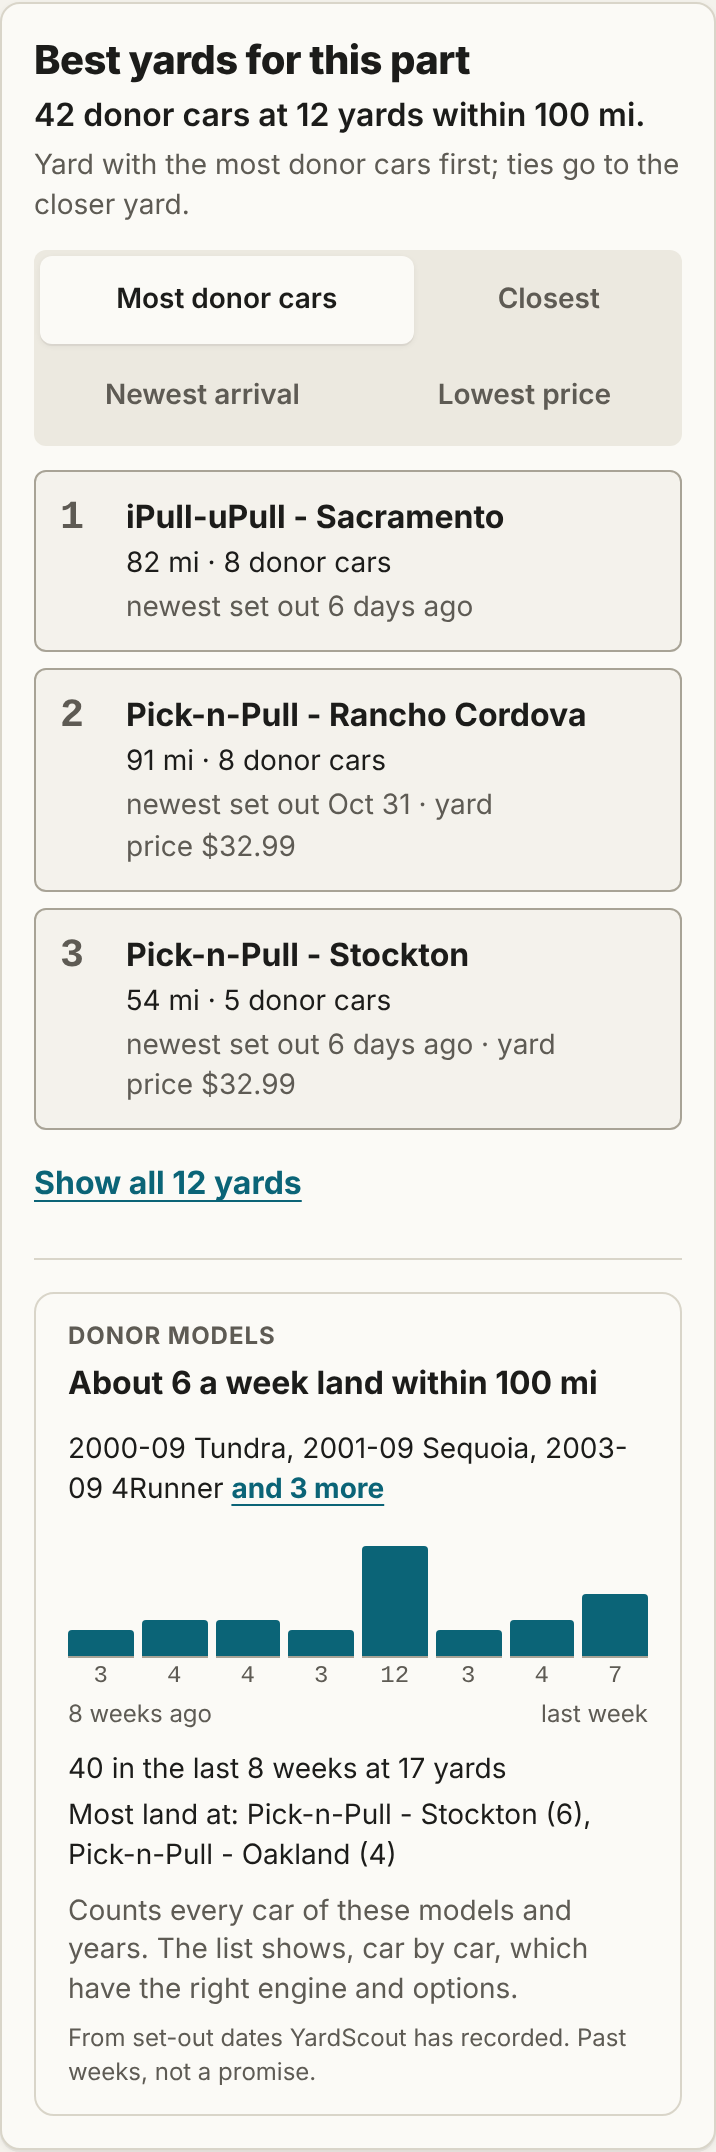 Best yards for this part
42 donor cars at 12 yards within 100 mi.
Yard with the most donor cars first; ties go to the
closer yard.
Most donor cars
Closest
Newest arrival
Lowest price
1
iPull-uPull - Sacramento
82 mi · 8 donor cars
newest set out 6 days ago
2
Pick-n-Pull - Rancho Cordova
91 mi · 8 donor cars
newest set out Oct 31 · yard
price $32.99
3
Pick-n-Pull - Stockton
54 mi · 5 donor cars
newest set out 6 days ago · yard
price $32.99
Show all 12 yards
DONOR MODELS
About 6 a week land within 100 mi
2000-09 Tundra, 2001-09 Sequoia, 2003-
09 4Runner and 3 more
3 4 4 3 12 3 4 7
8 weeks ago
last week
40 in the last 8 weeks at 17 yards
Most land at: Pick-n-Pull - Stockton (6),
Pick-n-Pull - Oakland (4)
Counts every car of these models and
years. The list shows, car by car, which
have the right engine and options.
From set-out dates YardScout has recorded. Past
weeks, not a promise.